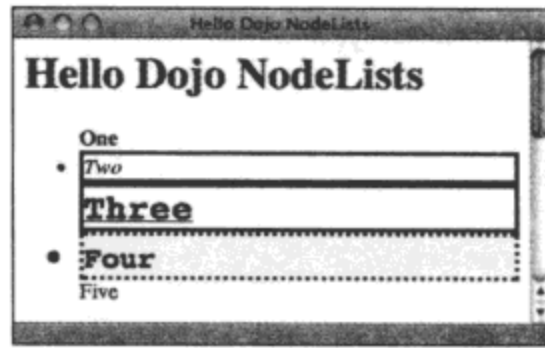 Hello Dojo NodeLists
Hello Dojo NodeLists
One
Two
Three
Four
Five